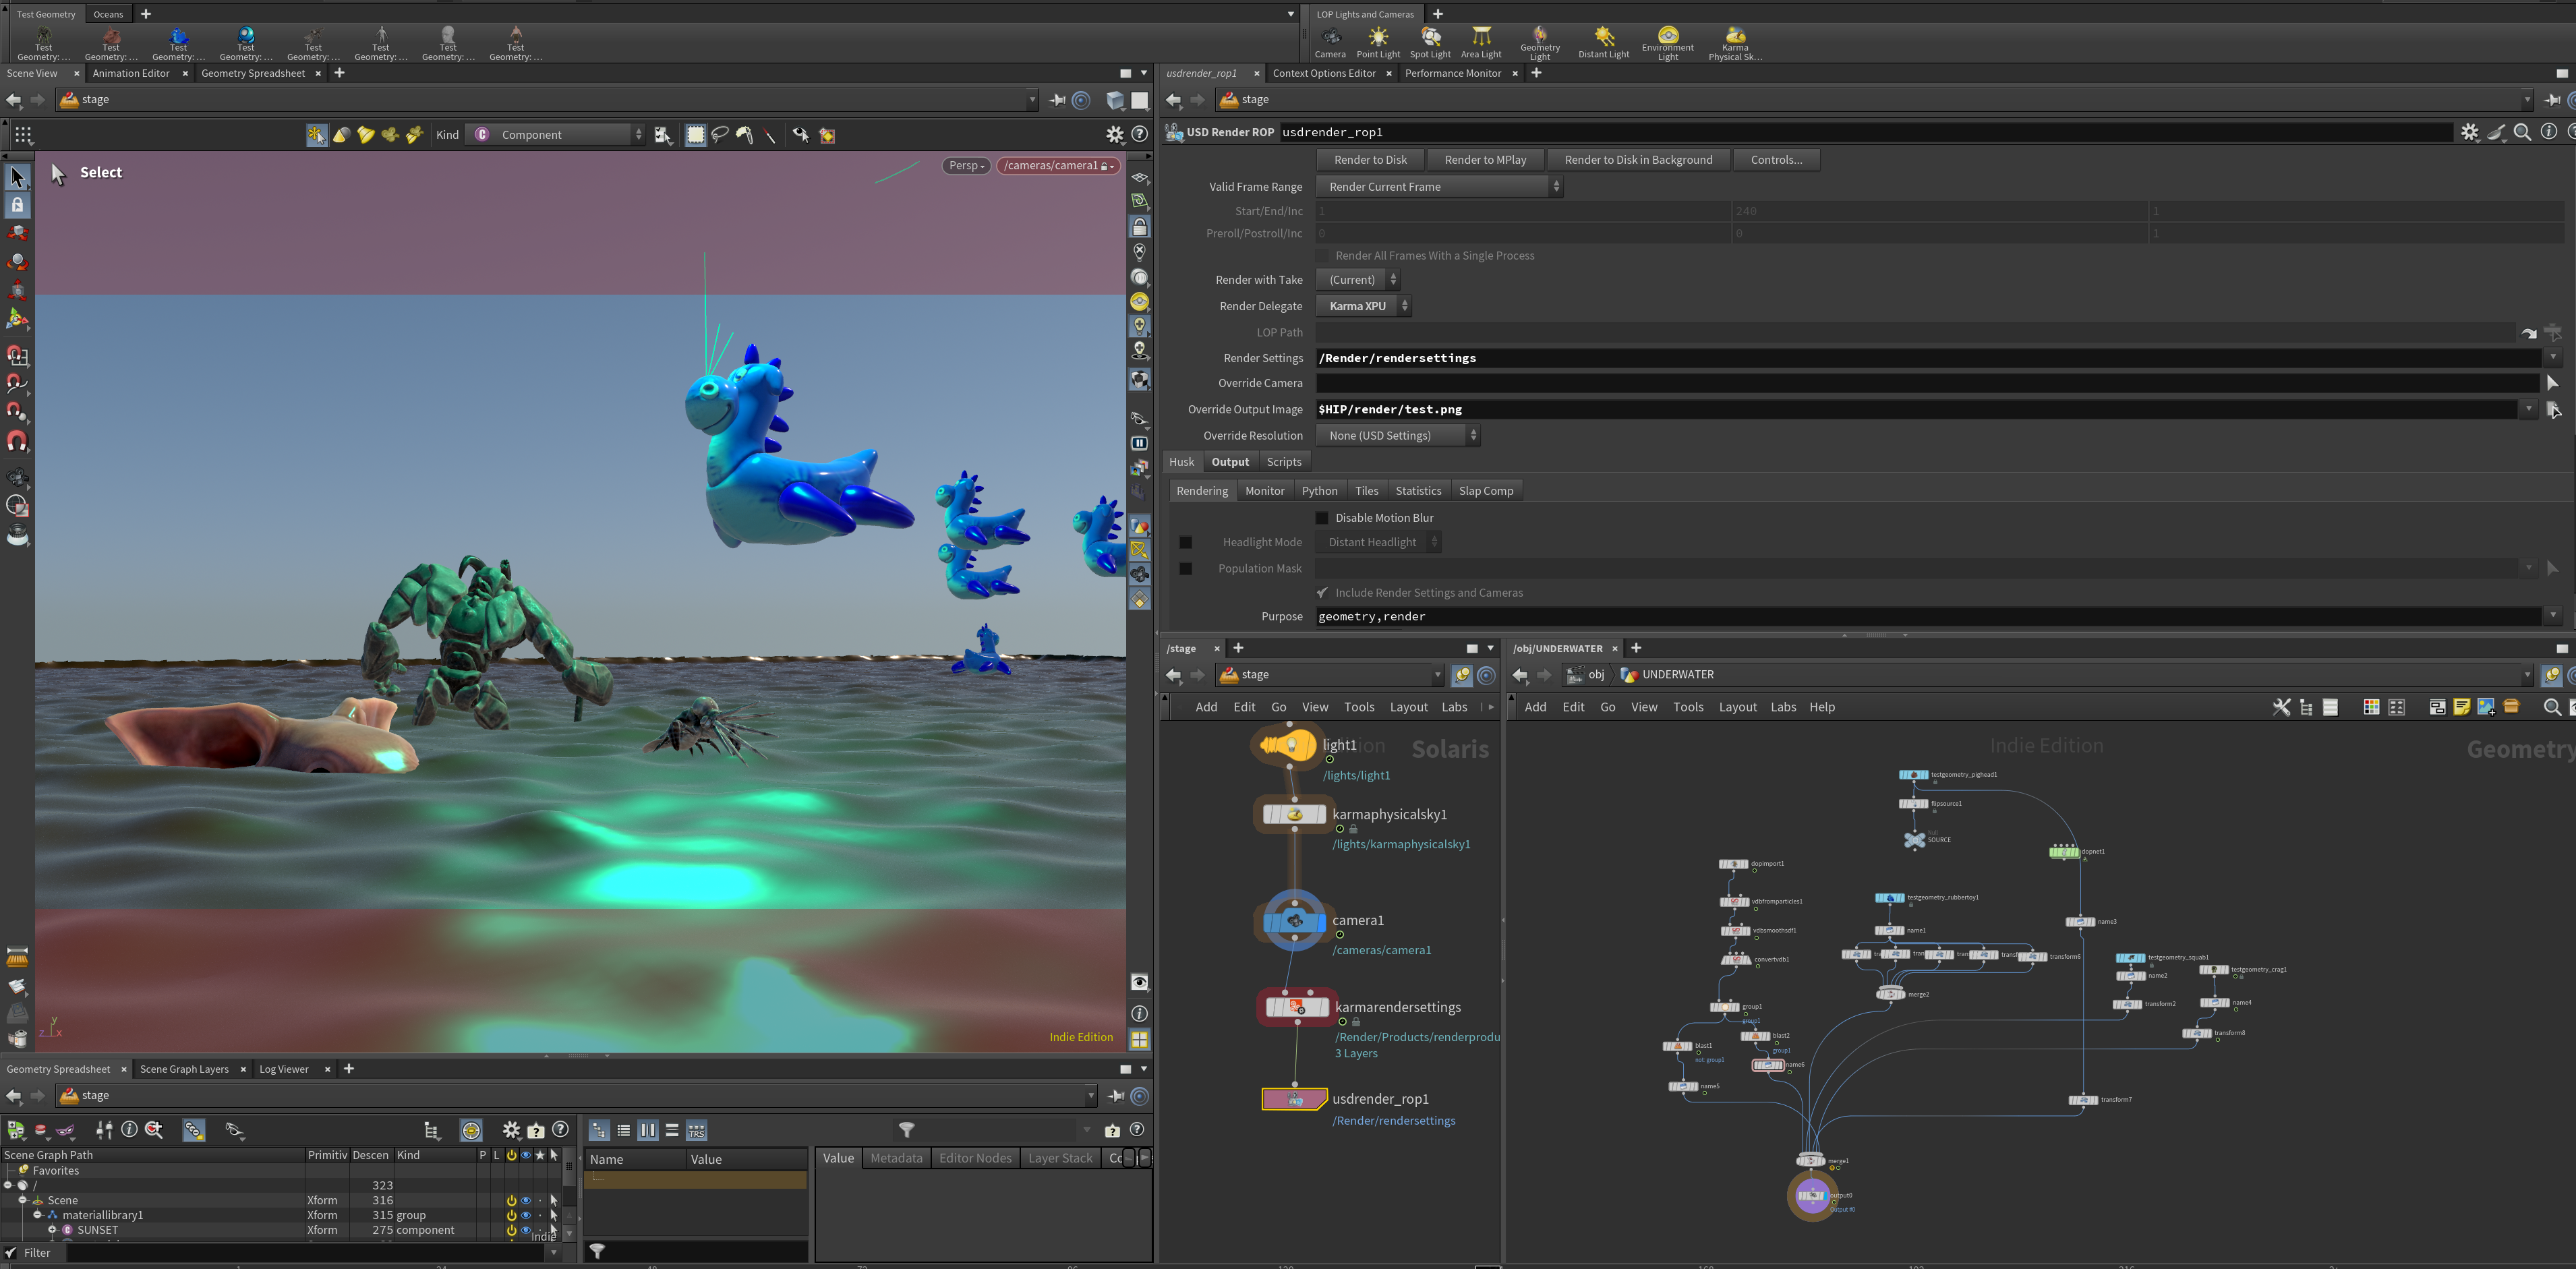 Test Geometry
Oceans
LOP Lights and Cameras
Test Geometry: ...
Test Geometry: ...
Test Geometry: ...
Test Geometry: ...
Test Geometry: ...
Test Geometry: ...
Test Geometry: ...
Test Geometry: ...
Camera
Point Light
Spot Light
Area Light
Geometry Light
Distant Light
Environment Light
Karma Physical Sk...
Scene View
Animation Editor
Geometry Spreadsheet
stage
Kind
Component
Select
Persp
/cameras/camera1
Indie Edition
usdrender_rop1
Context Options Editor
Performance Monitor
stage
USD Render ROP
usdrender_rop1
Render to Disk
Render to MPlay
Render to Disk in Background
Controls...
Valid Frame Range
Render Current Frame
Start/End/Inc
1
240
1
Preroll/Postroll/Inc
0
0
1
Render All Frames With a Single Process
Render with Take
(Current)
Render Delegate
Karma XPU
LOP Path
Render Settings
/Render/rendersettings
Override Camera
Override Output Image
$HIP/render/test.png
Override Resolution
None (USD Settings)
Husk
Output
Scripts
Rendering
Monitor
Python
Tiles
Statistics
Slap Comp
Disable Motion Blur
Headlight Mode
Distant Headlight
Population Mask
Include Render Settings and Cameras
Purpose
geometry,render
/stage
stage
Add
Edit
Go
View
Tools
Layout
Labs
Solaris
light1
/lights/light1
karmaphysicalsky1
/lights/karmaphysicalsky1
camera1
/cameras/camera1
karmarendersettings
/Render/Products/renderprodu
3 Layers
usdrender_rop1
/Render/rendersettings
/obj/UNDERWATER
obj
UNDERWATER
Add
Edit
Go
View
Tools
Layout
Labs
Help
Indie Edition
Geometry
testgeometry_pighead1
flipsource1
Null
SOURCE
dopnet1
dopimport1
vdbfromparticles1
vdbsmoothsdf1
convertvdb1
group1
group1
blast1
not: group1
blast2
group1
name6
name5
testgeometry_rubbertoy1
name1
transform6
merge2
name3
testgeometry_squab1
name2
transform2
testgeometry_crag1
name4
transform8
transform7
merge1
output0
Output #0
Geometry Spreadsheet
Scene Graph Layers
Log Viewer
stage
Scene Graph Path
Primitiv
Descen
Kind
P
L
Favorites
/
323
Scene
Xform
316
materiallibrary1
Xform
315
group
SUNSET
Xform
275
component
Indie
Filter
Name
Value
Value
Metadata
Editor Nodes
Layer Stack